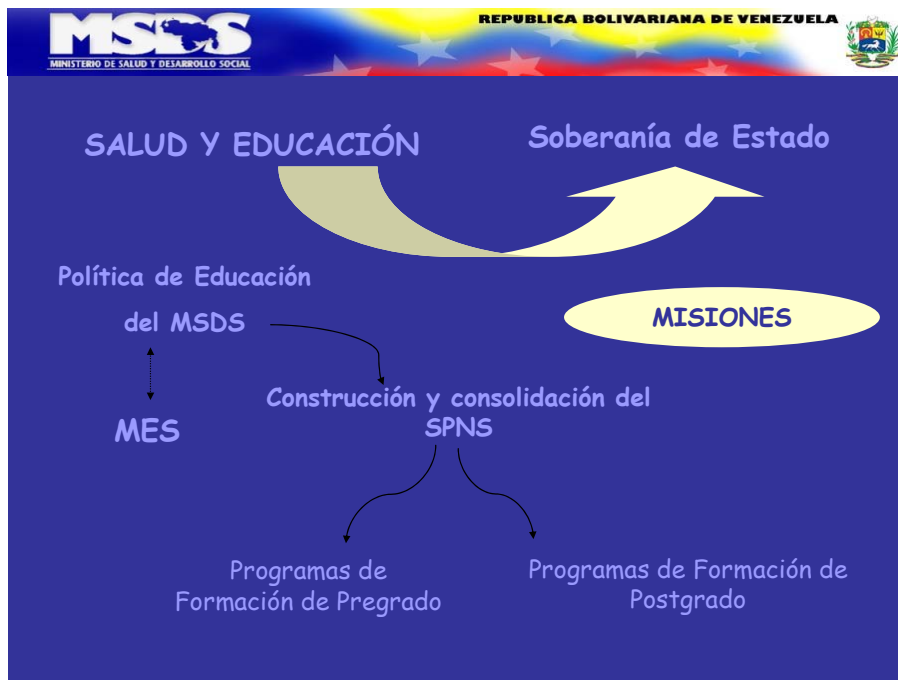 MSDS
MINISTERIO DE SALUD Y DESARROLLO SOCIAL
REPUBLICA BOLIVARIANA DE VENEZUELA
SALUD Y EDUCACIÓN
Soberanía de Estado
Política de Educación
del MSDS
MISIONES
MES
Construcción y consolidación del
SPNS
Programas de
Formación de Pregrado
Programas de Formación de
Postgrado